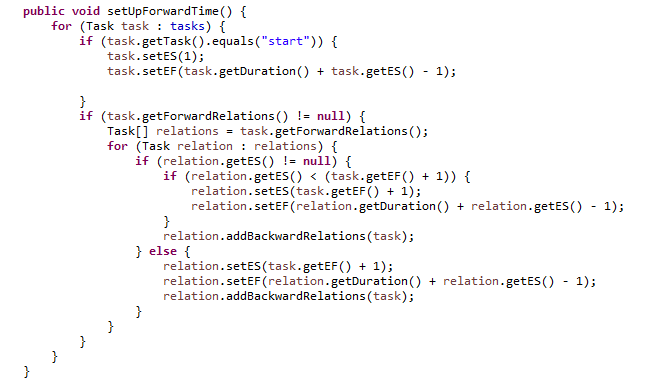 public void setUpForwardTime() {
    for (Task task : tasks) {
        if (task.getTask().equals("start")) {
            task.setES(1);
            task.setEF(task.getDuration() + task.getES() - 1);

        }
        if (task.getForwardRelations() != null) {
            Task[] relations = task.getForwardRelations();
            for (Task relation : relations) {
                if (relation.getES() != null) {
                    if (relation.getES() < (task.getEF() + 1)) {
                        relation.setES(task.getEF() + 1);
                        relation.setEF(relation.getDuration() + relation.getES() - 1);
                    }
                    relation.addBackwardRelations(task);
                } else {
                    relation.setES(task.getEF() + 1);
                    relation.setEF(relation.getDuration() + relation.getES() - 1);
                    relation.addBackwardRelations(task);
                }
            }
        }
    }
}